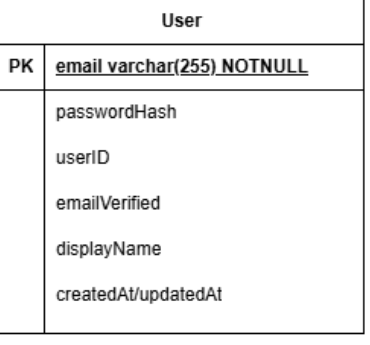 User
PK email varchar(255) NOTNULL
passwordHash
userID
emailVerified
displayName
createdAt/updatedAt